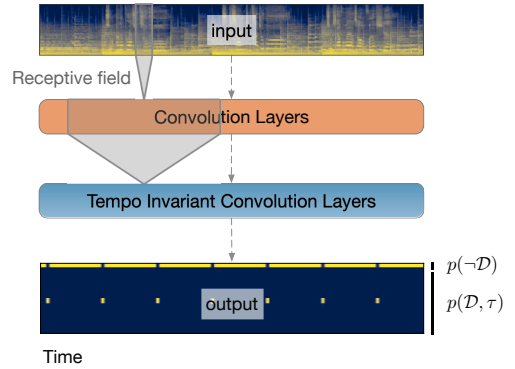 input
Receptive field
Convolution Layers
Tempo Invariant Convolution Layers
p(¬𝒟)
output
p(𝒟, τ)
Time